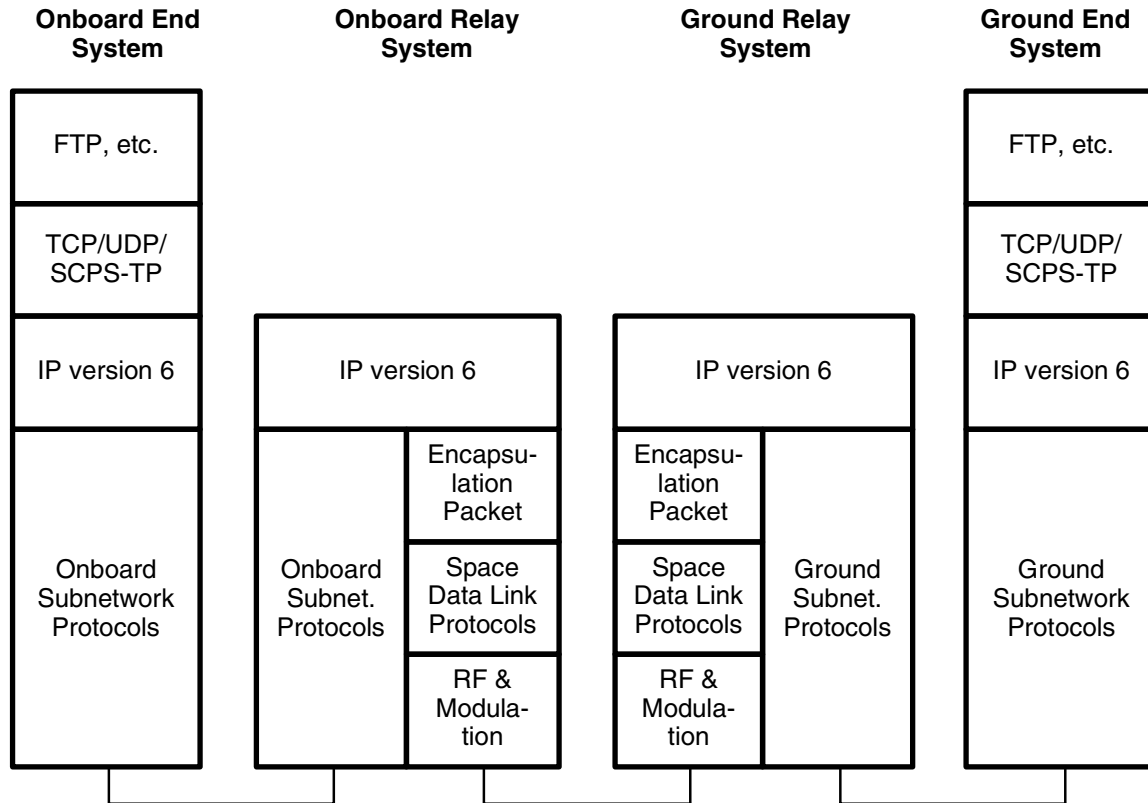 Onboard End
System
Onboard Relay
System
Ground Relay
System
Ground End
System
FTP, etc.
TCP/UDP/
SCPS-TP
IP version 6
Onboard
Subnetwork
Protocols
IP version 6
Onboard
Subnet.
Protocols
Encapsu-
lation
Packet
Space
Data Link
Protocols
RF &
Modula-
tion
IP version 6
Encapsu-
lation
Packet
Space
Data Link
Protocols
RF &
Modula-
tion
Ground
Subnet.
Protocols
FTP, etc.
TCP/UDP/
SCPS-TP
IP version 6
Ground
Subnetwork
Protocols